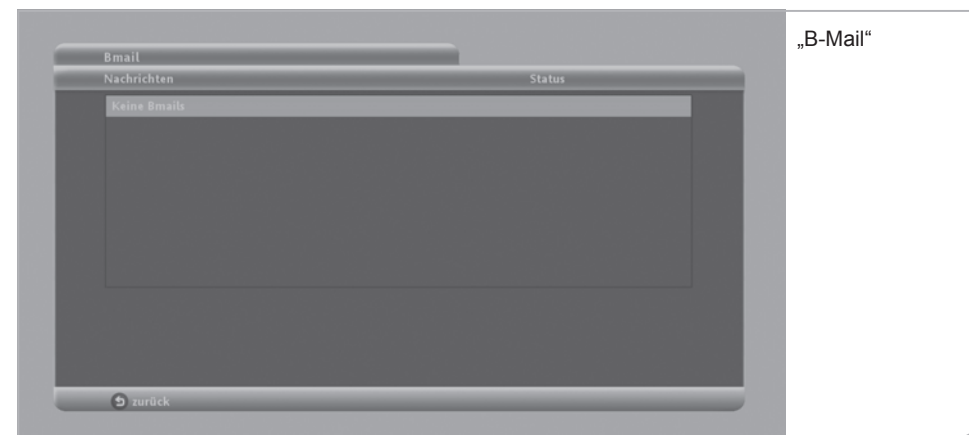 Bmail
Nachrichten Status
Keine Bmails
zurück
„B-Mail“